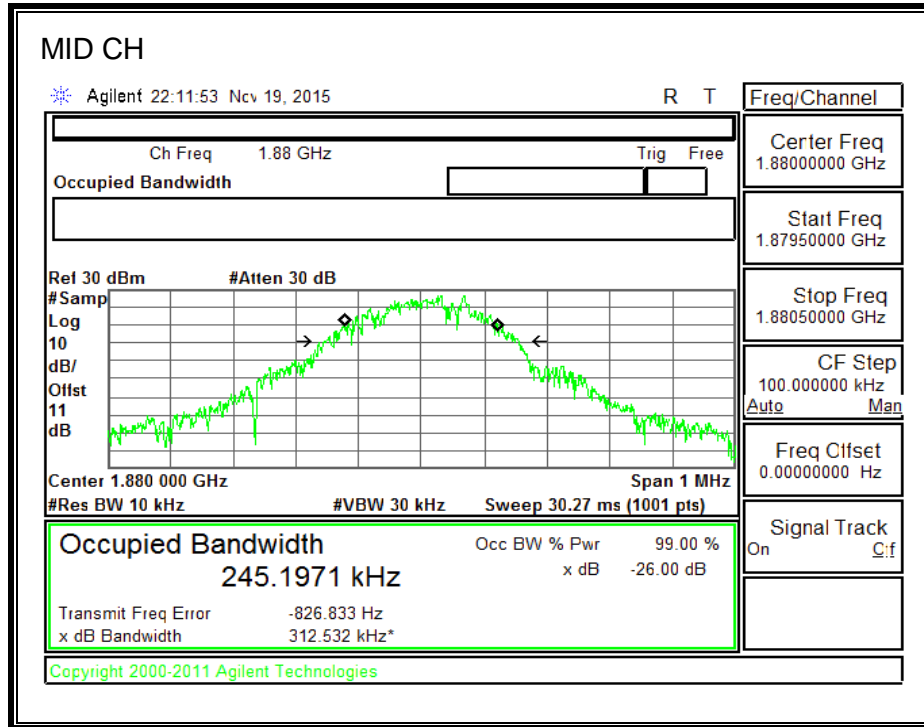 MID CH
Agilent 22:11:53 Nov 19, 2015 R T
Freq/Channel
Ch Freq 1.88 GHz Trig Free
Occupied Bandwidth
Center Freq
1.88000000 GHz
Start Freq
1.87950000 GHz
Stop Freq
1.88050000 GHz
CF Step
100.000000 kHz
Auto Man
Freq Offset
0.00000000 Hz
Signal Track
On Off
Ref 30 dBm #Atten 30 dB
#Samp
Log
10
dB/
Offst
11
dB
Center 1.880 000 GHz Span 1 MHz
#Res BW 10 kHz #VBW 30 kHz Sweep 30.27 ms (1001 pts)
Occupied Bandwidth Occ BW % Pwr 99.00 %
245.1971 kHz x dB -26.00 dB
Transmit Freq Error -826.833 Hz
x dB Bandwidth 312.532 kHz*
Copyright 2000-2011 Agilent Technologies